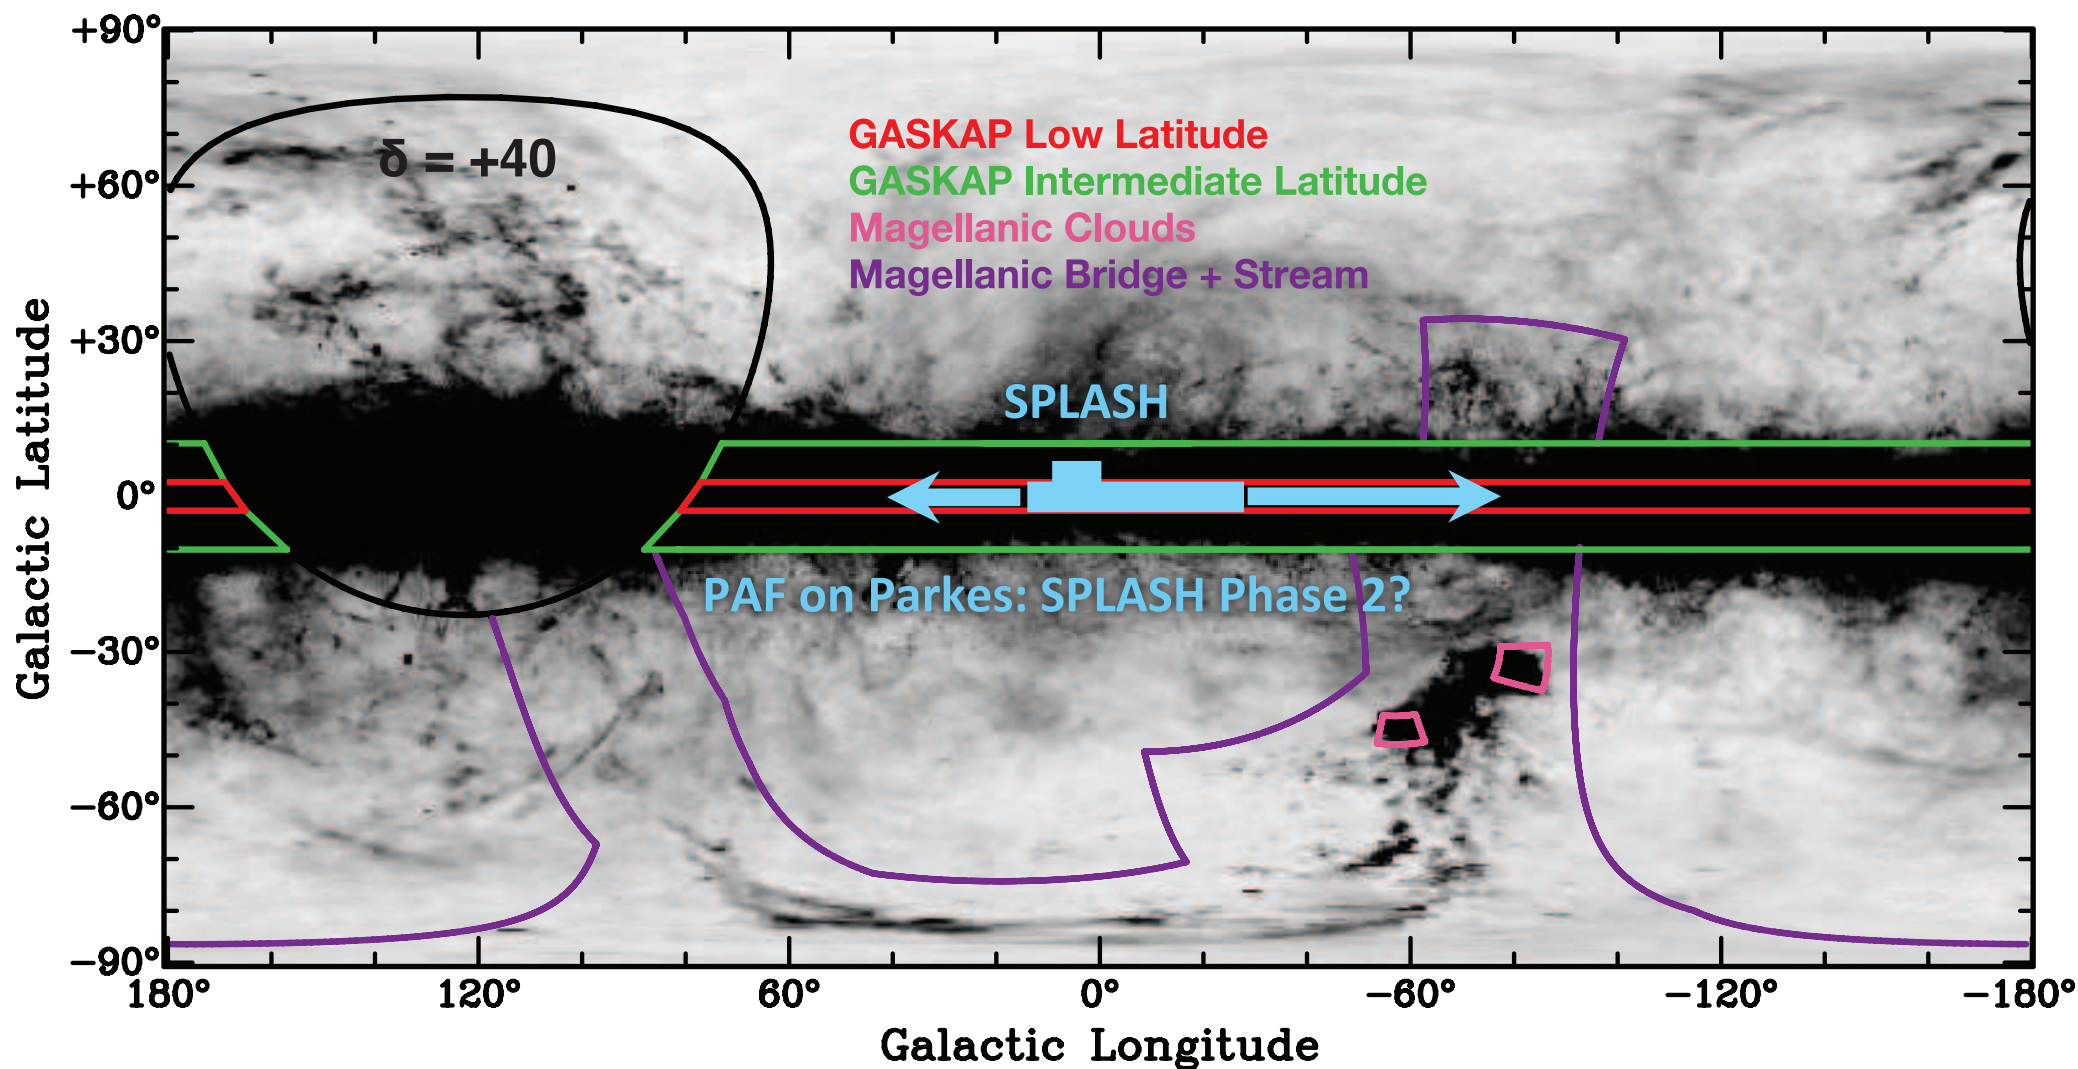 +90°
+60°
+30°
0°
−30°
−60°
−90°
Galactic Latitude
δ = +40
GASKAP Low Latitude
GASKAP Intermediate Latitude
Magellanic Clouds
Magellanic Bridge + Stream
SPLASH
PAF on Parkes: SPLASH Phase 2?
180° 120° 60° 0° −60° −120° −180°
Galactic Longitude